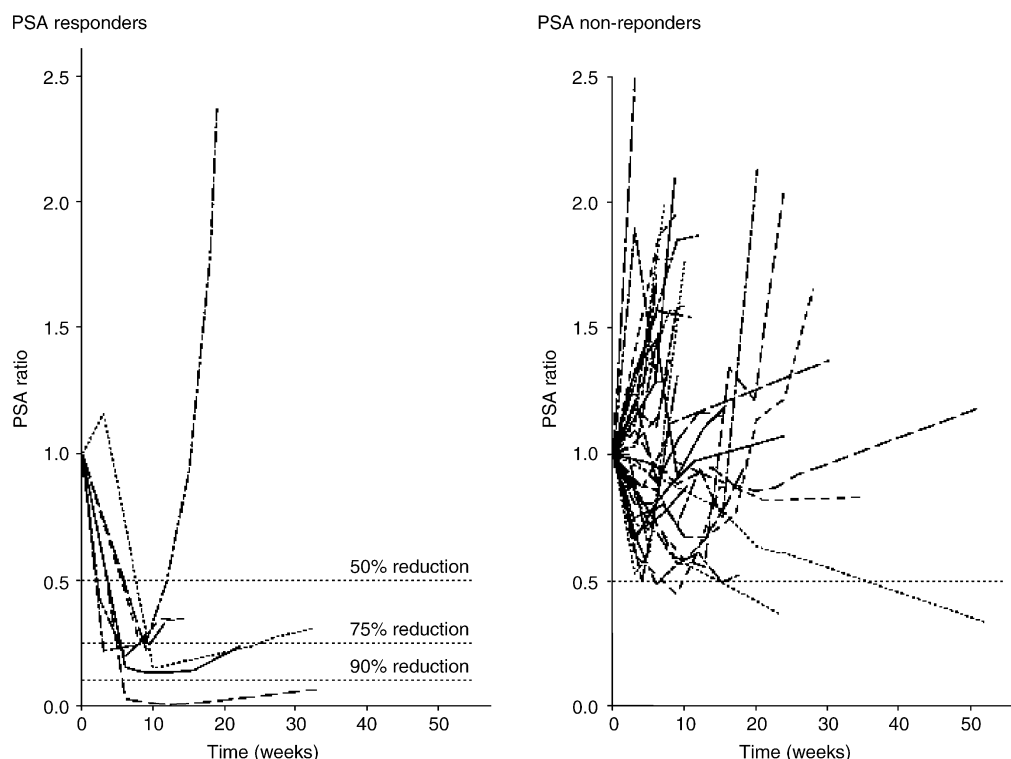 PSA responders
2.5
2.0
1.5
1.0
0.5
0.0
PSA ratio
50% reduction
75% reduction
90% reduction
0 10 20 30 40 50
Time (weeks)
PSA non-reponders
2.5
2.0
1.5
1.0
0.5
0.0
PSA ratio
0 10 20 30 40 50
Time (weeks)